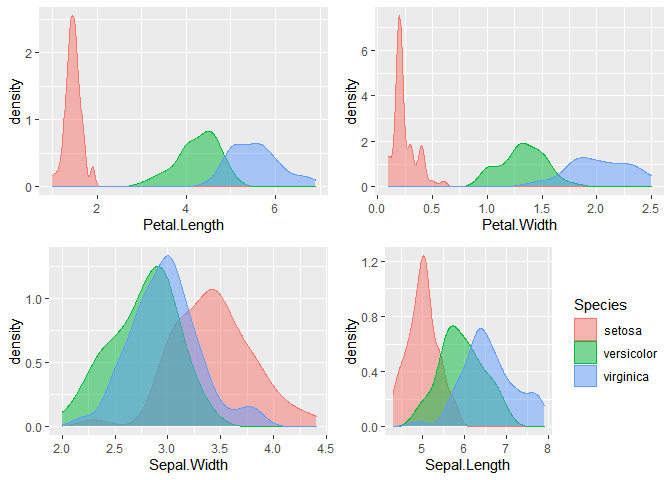 density
2
1
0
2
4
6
Petal.Length
density
6
4
2
0
0.0
0.5
1.0
1.5
2.0
2.5
Petal.Width
density
1.0
0.5
0.0
2.0
2.5
3.0
3.5
4.0
4.5
Sepal.Width
density
1.2
0.8
0.4
0.0
5
6
7
8
Sepal.Length
Species
setosa
versicolor
virginica